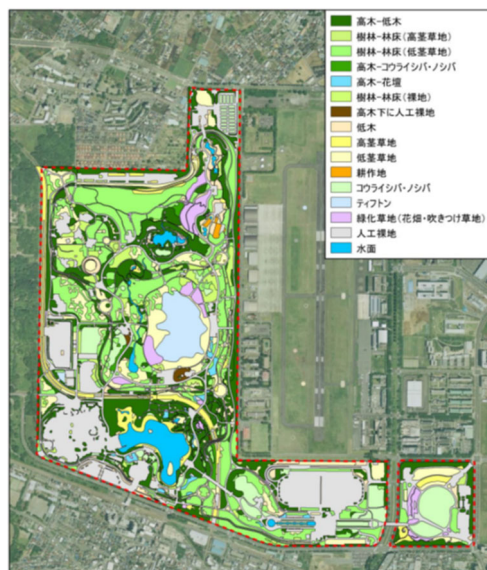 高木-低木
樹林-林床(高茎草地)
樹林-林床(低茎草地)
高木-コウライシバ・ノシバ
高木-花壇
樹林-林床(裸地)
高木下に人工裸地
低木
高茎草地
低茎草地
耕作地
コウライシバ・ノシバ
ティフトン
緑化草地(花畑・吹きつけ草地)
人工裸地
水面